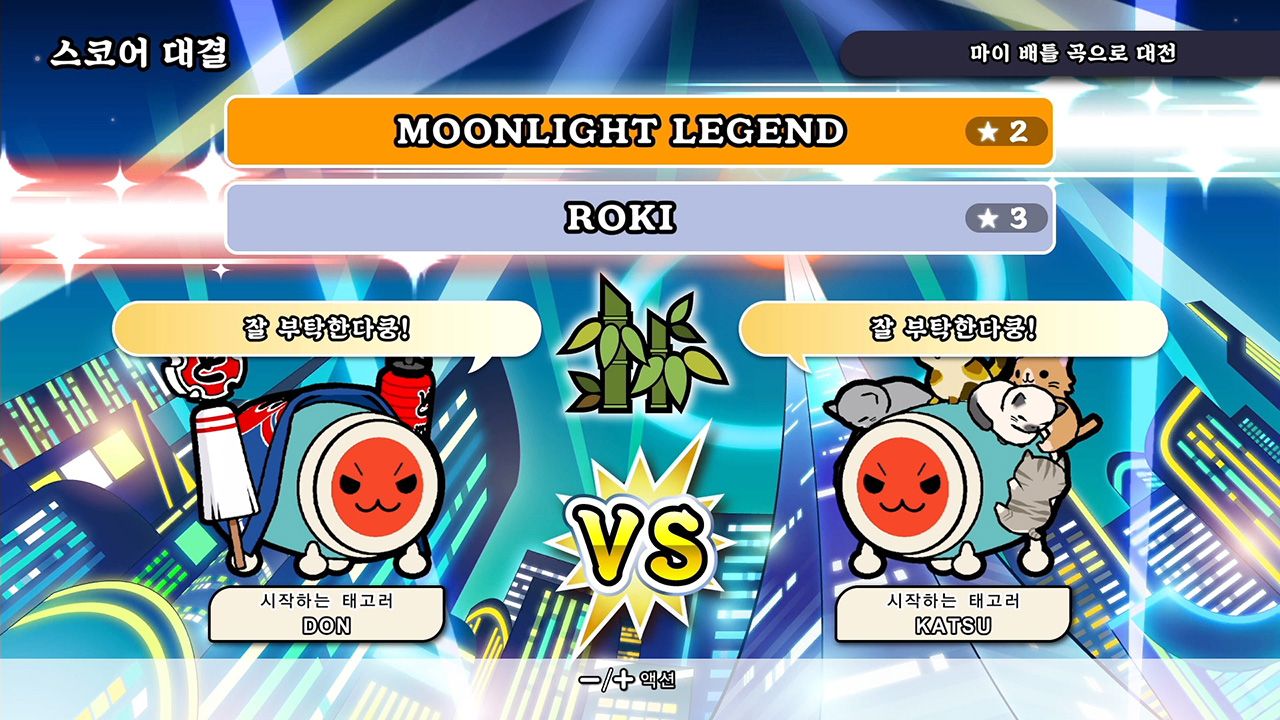 스코어 대결
마이 배틀 곡으로 대전
MOONLIGHT LEGEND ★ 2
ROKI ★ 3
잘 부탁한다쿵!
잘 부탁한다쿵!
VS
시작하는 태고러
DON
시작하는 태고러
KATSU
−/+ 액션